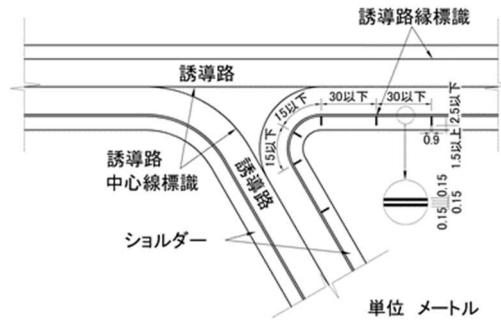 誘導路縁標識
誘導路
30以下
30以下
15以下
15以下
2.5以下
1.5以上
0.9
誘導路
中心線標識
誘導路
0.15
0.15
0.15
ショルダー
単位 メートル